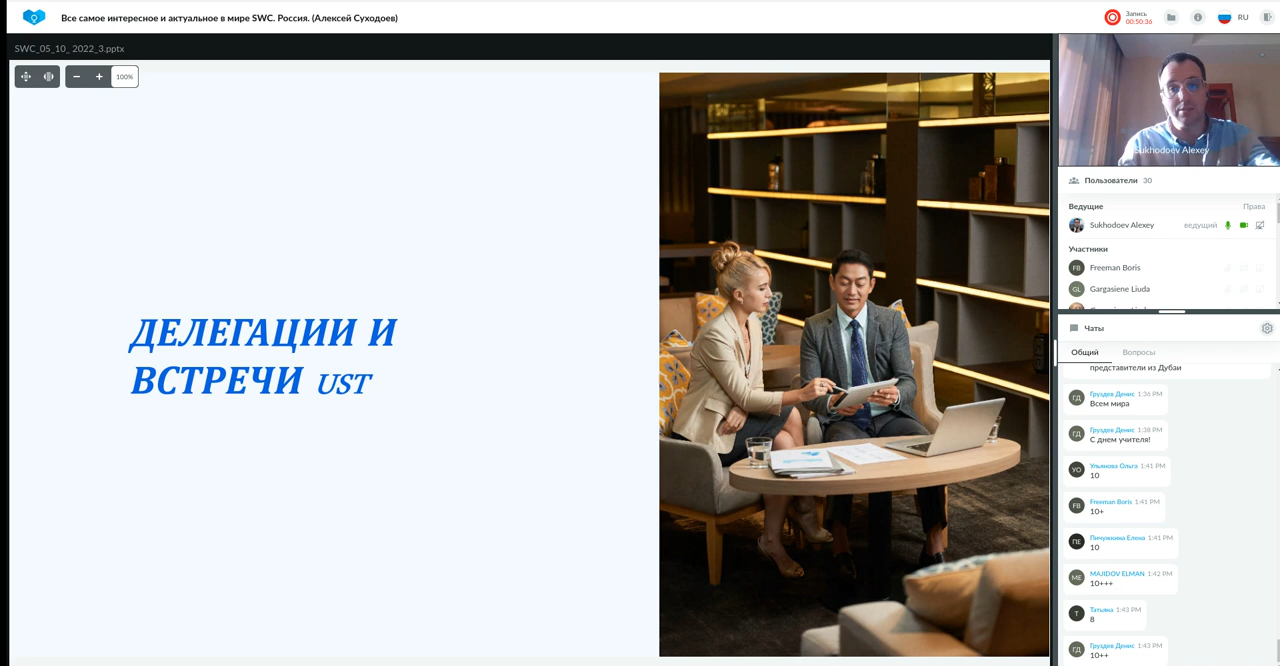 Все самое интересное и актуальное в мире SWC. Россия. (Алексей Суходоев)
Запись
00:50:36
RU
SWC_05_10_ 2022_3.pptx
100%
ДЕЛЕГАЦИИ И
ВСТРЕЧИ UST
Sukhodoev Alexey
Пользователи 30
Ведущие Права
Sukhodoev Alexey ведущий
Участники
FB Freeman Boris
GL Gargasiene Liuda
Чаты
Общий Вопросы
представители из Дубаи
ГД Груздев Денис 1:36 PM
Всем мира
ГД Груздев Денис 1:38 PM
С днем учителя!
УО Ульянова Ольга 1:41 PM
10
FB Freeman Boris 1:41 PM
10+
ПЕ Пичужкина Елена 1:41 PM
10
ME MAJIDOV ELMAN 1:42 PM
10+++
Т Татьяна 1:43 PM
8
ГД Груздев Денис 1:43 PM
10++